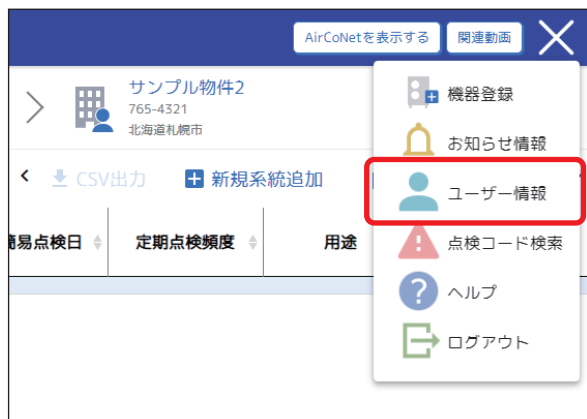 AirCoNetを表示する 関連動画
サンプル物件2
765-4321
北海道札幌市
CSV出力 新規系統追加
簡易点検日 定期点検頻度 用途
機器登録
お知らせ情報
ユーザー情報
点検コード検索
ヘルプ
ログアウト